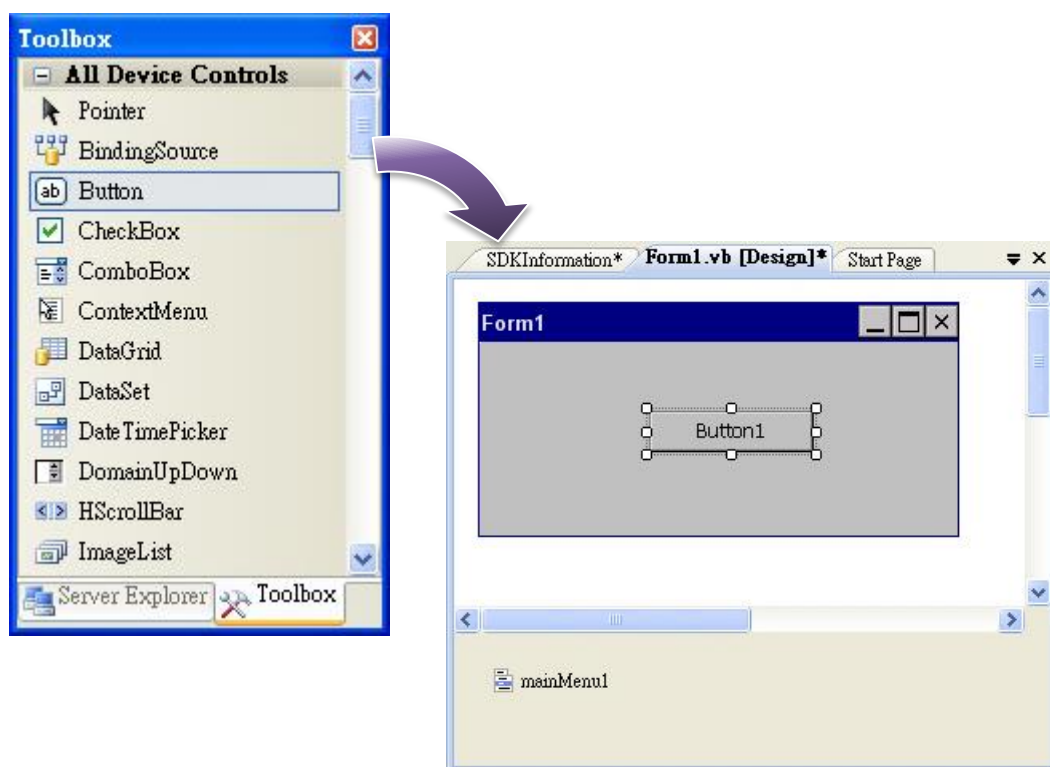 Toolbox
All Device Controls
Pointer
BindingSource
ab Button
CheckBox
ComboBox
ContextMenu
DataGrid
DataSet
DateTimePicker
DomainUpDown
HScrollBar
ImageList
Server Explorer Toolbox
SDKInformation* Form1.vb [Design]* Start Page
Form1
Button1
mainMenu1